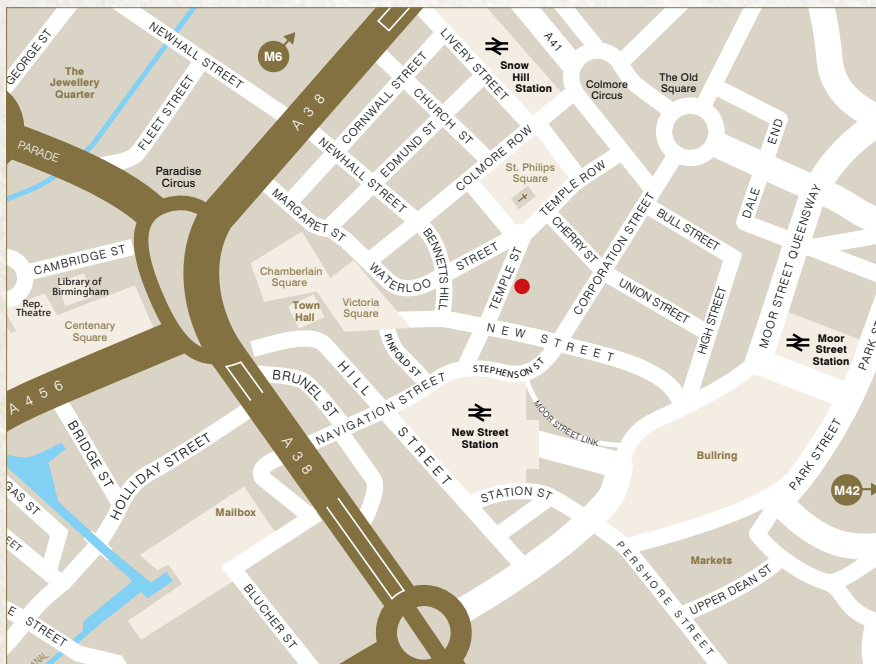 GEORGE ST
The
Jewellery
Quarter
NEWHALL STREET
M6
A 3 8
LIVERY STREET
Snow
Hill
Station
A41
Colmore
Circus
The Old
Square
FLEET STREET
CORNWALL STREET
CHURCH ST
EDMUND ST
NEWHALL STREET
COLMORE ROW
St. Philips
Square
TEMPLE ROW
END
DALE
PARADE
Paradise
Circus
MARGARET ST
BENNETTS HILL
CHERRY ST
CORPORATION STREET
BULL STREET
MOOR STREET QUEENSWAY
CAMBRIDGE ST
Library of
Birmingham
Rep.
Theatre
Centenary
Square
Chamberlain
Square
Town
Hall
Victoria
Square
WATERLOO STREET
TEMPLE ST
UNION STREET
HIGH STREET
NEW STREET
Moor
Street
Station
PARK ST
A 4 5 6
PINFOLD ST
STEPHENSON ST
HILL STREET
BRUNEL ST
NAVIGATION STREET
MOOR STREET LINK
New Street
Station
BRIDGE ST
HOLLIDAY STREET
A 3 8
Bullring
PARK STREET
M42
GAS ST
STATION ST
Mailbox
Markets
PERSHORE STREET
UPPER DEAN ST
BLUCHER ST
STREET